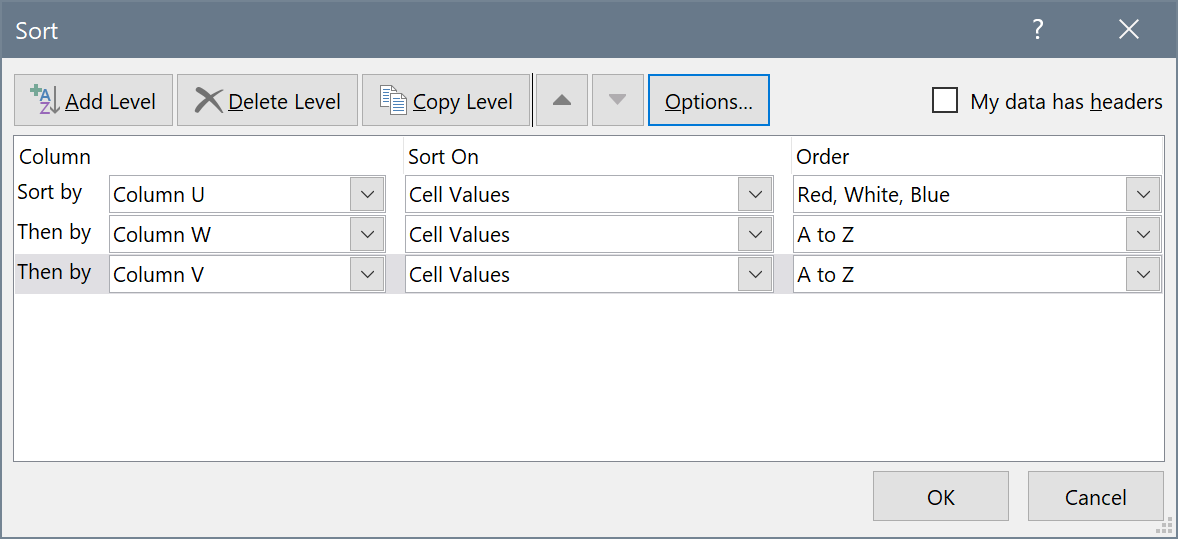 Sort ?
Add Level Delete Level Copy Level Options... My data has headers
Column Sort On Order
Sort by Column U Cell Values Red, White, Blue
Then by Column W Cell Values A to Z
Then by Column V Cell Values A to Z
OK Cancel